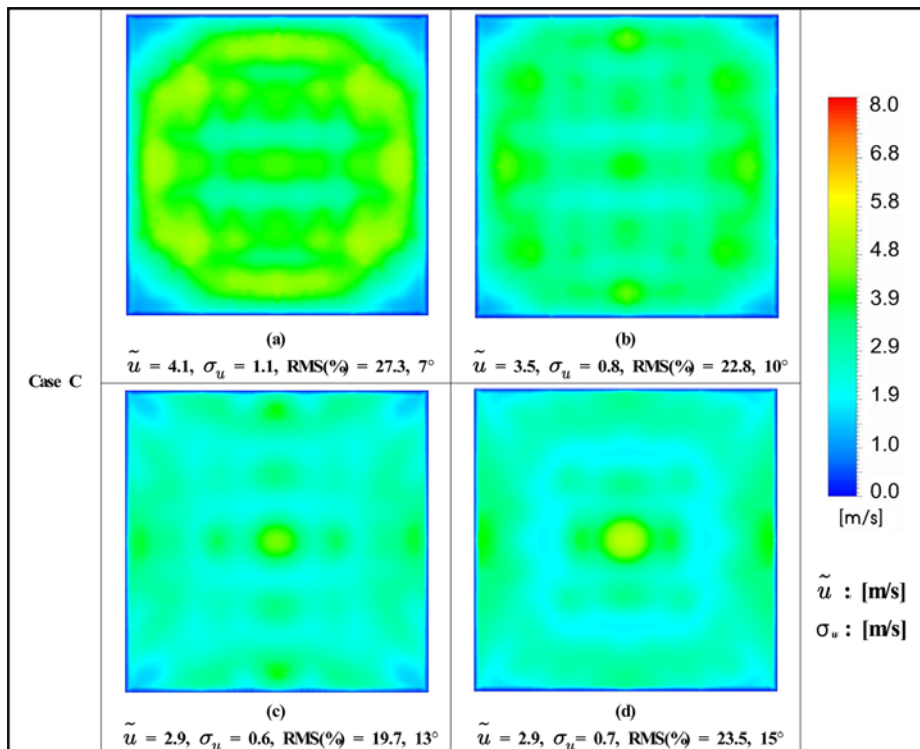 Case C
(a)
ũ = 4.1, σu = 1.1, RMS(%) = 27.3, 7°
(b)
ũ = 3.5, σu = 0.8, RMS(%) = 22.8, 10°
(c)
ũ = 2.9, σu = 0.6, RMS(%) = 19.7, 13°
(d)
ũ = 2.9, σu = 0.7, RMS(%) = 23.5, 15°
8.0
6.8
5.8
4.8
3.9
2.9
1.9
1.0
0.0
[m/s]
ũ : [m/s]
σu : [m/s]